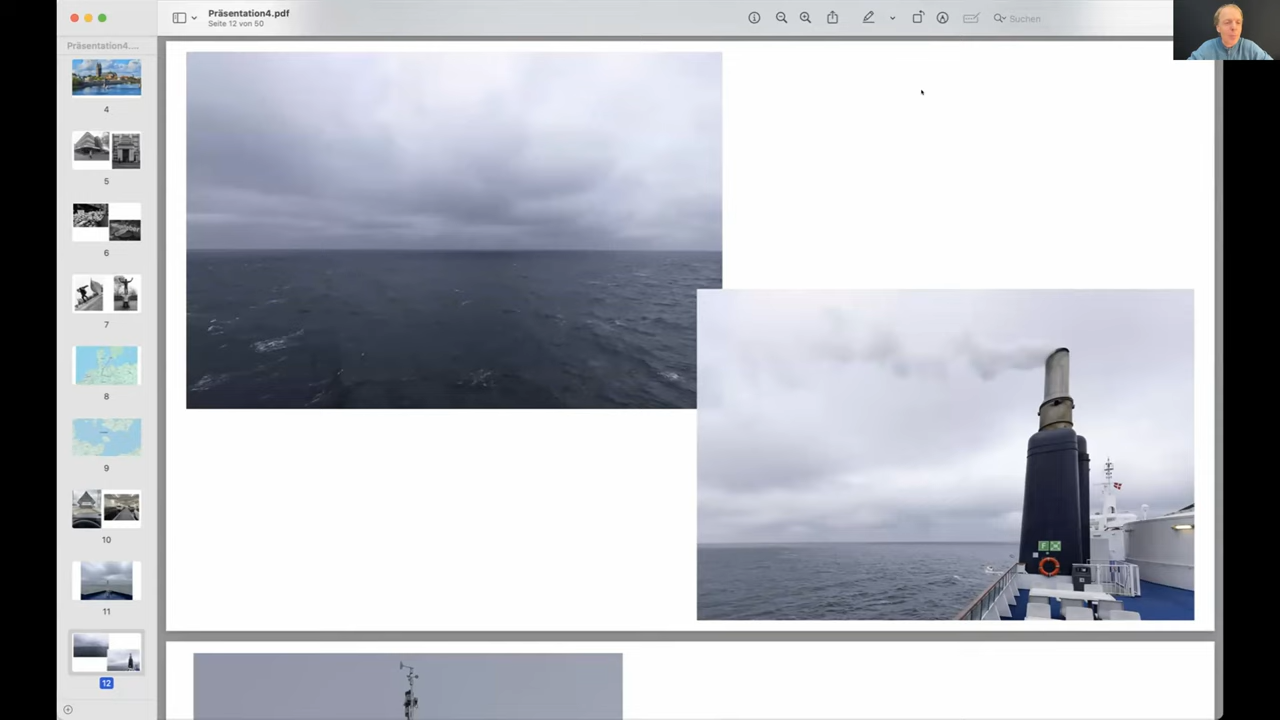 Präsentation4.pdf
Seite 12 von 50
Suchen
Präsentation4....
4
5
6
7
8
9
10
11
12